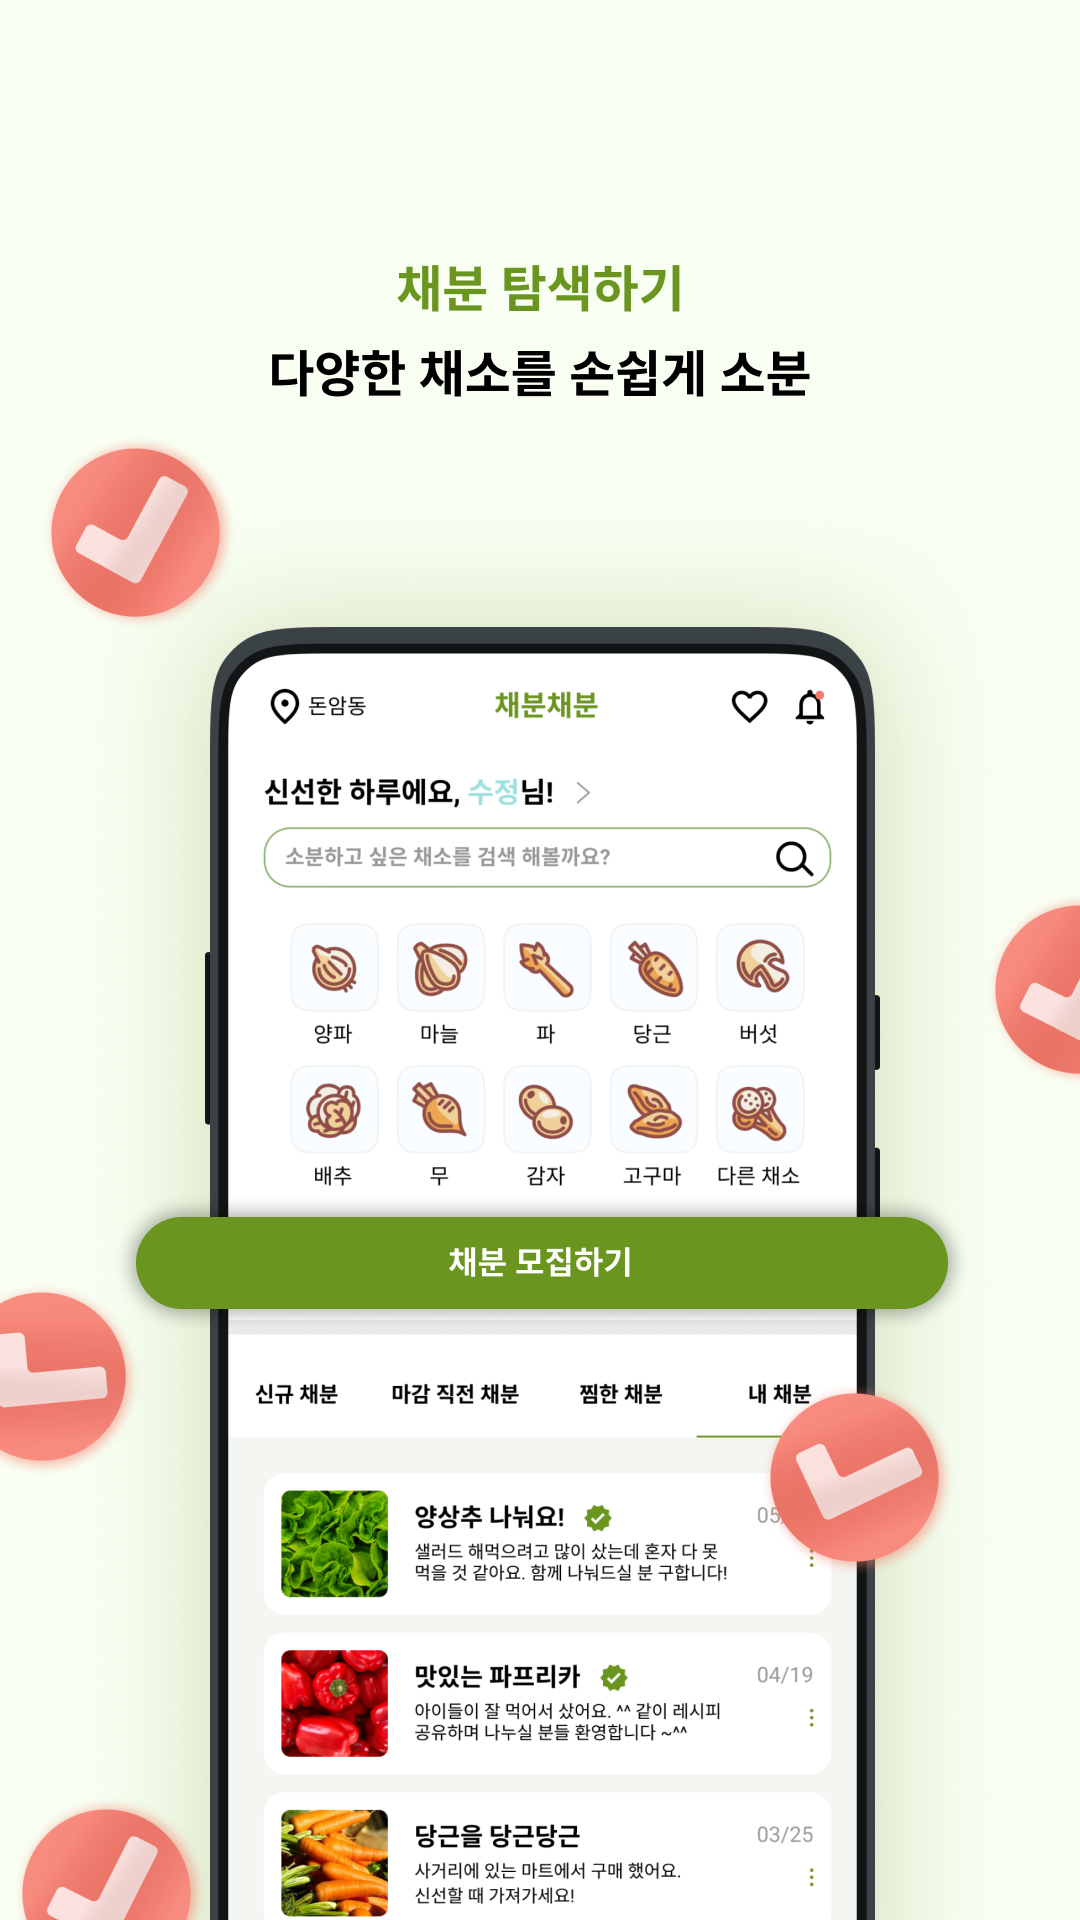 채분 탐색하기
다양한 채소를 손쉽게 소분
돈암동
채분채분
신선한 하루에요, 수정님!
소분하고 싶은 채소를 검색 해볼까요?
양파 마늘 파 당근 버섯
배추 무 감자 고구마 다른 채소
채분 모집하기
신규 채분 마감 직전 채분 찜한 채분 내 채분
양상추 나눠요!
05/
샐러드 해먹으려고 많이 샀는데 혼자 다 못
먹을 것 같아요. 함께 나눠드실 분 구합니다!
맛있는 파프리카
04/19
아이들이 잘 먹어서 샀어요. ^^ 같이 레시피
공유하며 나누실 분들 환영합니다 ~^^
당근을 당근당근
03/25
사거리에 있는 마트에서 구매 했어요.
신선할 때 가져가세요!